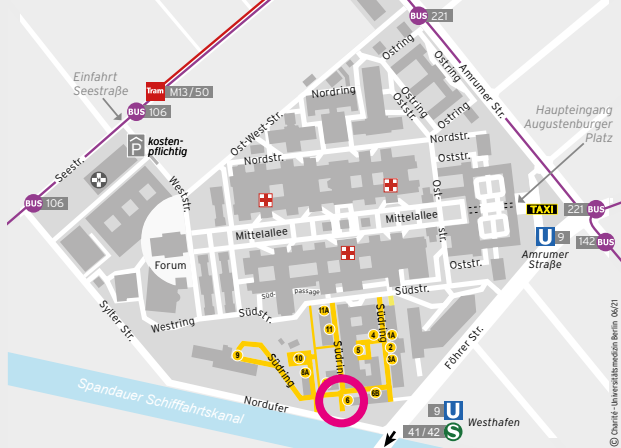 BUS 221
Ostring
Ostring
Amrumer Str.
Einfahrt
Seestraße
Tram M13/50
BUS 106
Nordring
Ostring
Oststr.
Ostring
Haupteingang
Augustenburger
Platz
P kosten-
pflichtig
Ost-West-Str.
Nordstr.
Nordstr.
Oststr.
Seestr.
Weststr.
BUS 106
Ost-
str.
TAXI
221 BUS
Mittelallee
Mittelallee
U 9
142 BUS
Amrumer
Straße
Forum
Oststr.
Süd-
passage
Südstr.
Südstr.
Westring
Sylter Str.
11A
11
Südring
Südring
4
1A
2
3A
5
9
10
8A
Südring
6B
6
Föhrer Str.
Spandauer Schifffahrtskanal
Nordufer
9 U
41/42 S
Westhafen
© Charité - Universitätsmedizin Berlin 06/21